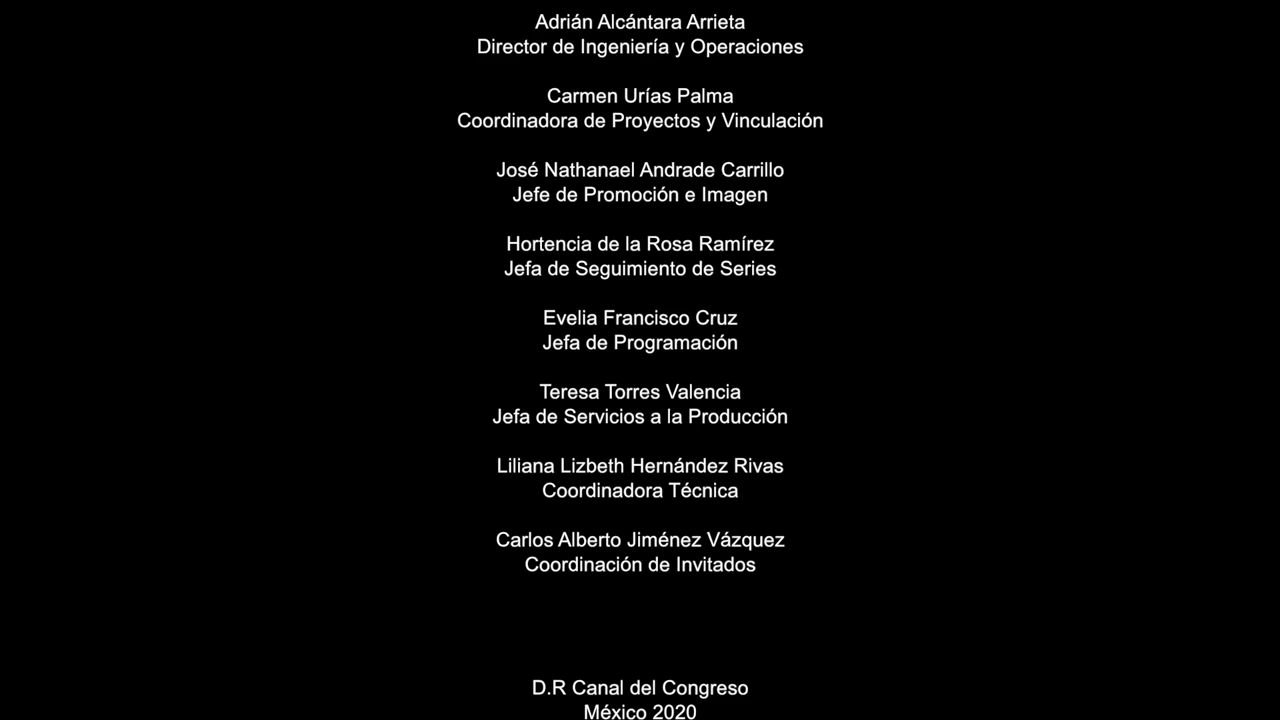 Adrián Alcántara Arrieta
Director de Ingeniería y Operaciones
Carmen Urías Palma
Coordinadora de Proyectos y Vinculación
José Nathanael Andrade Carrillo
Jefe de Promoción e Imagen
Hortencia de la Rosa Ramírez
Jefa de Seguimiento de Series
Evelia Francisco Cruz
Jefa de Programación
Teresa Torres Valencia
Jefa de Servicios a la Producción
Liliana Lizbeth Hernández Rivas
Coordinadora Técnica
Carlos Alberto Jiménez Vázquez
Coordinación de Invitados
D.R Canal del Congreso
México 2020